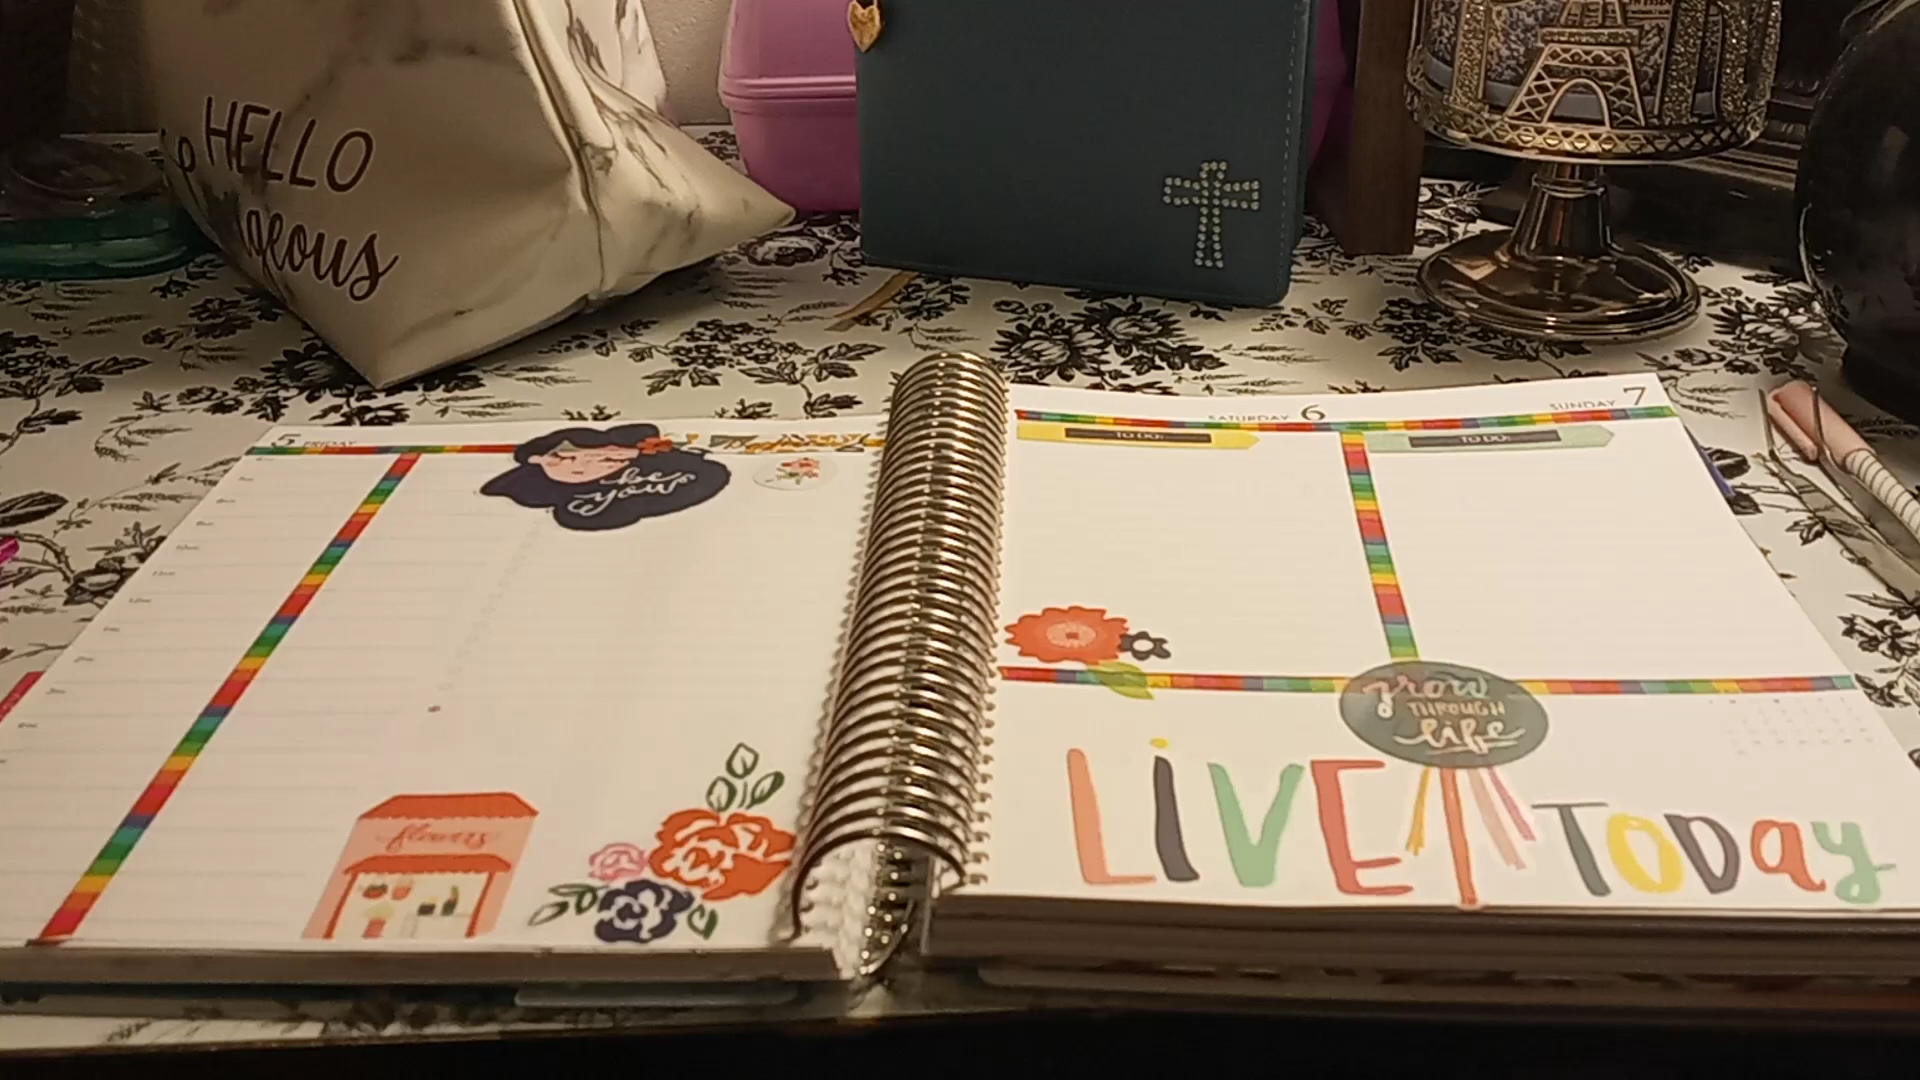 HELLO
geous
5 FRIDAY
be
you
flowers
SATURDAY 6
SUNDAY 7
TO DO:
TO DO:
grow
THROUGH
life
LiVE Today